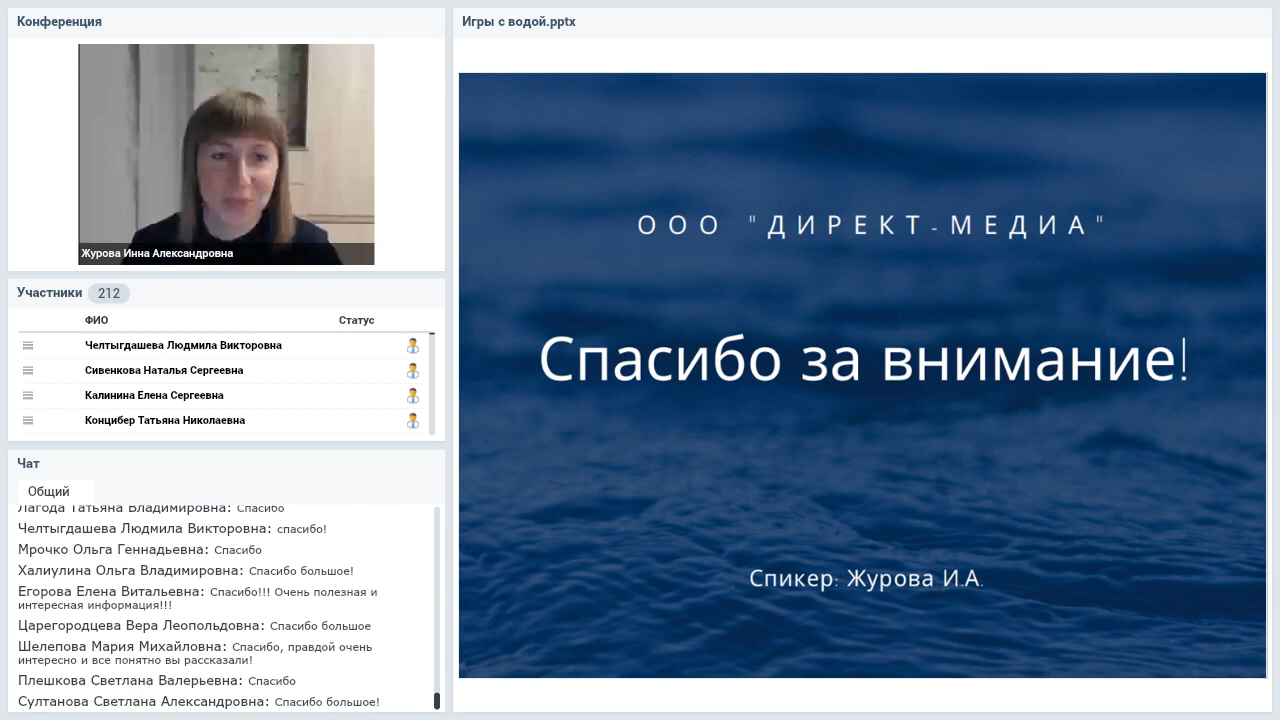 Конференция
Журова Инна Александровна
Участники 212
ФИО Статус
Челтыгдашева Людмила Викторовна
Сивенкова Наталья Сергеевна
Калинина Елена Сергеевна
Концибер Татьяна Николаевна
Чат
Общий
Лагода Татьяна Владимировна: Спасибо
Челтыгдашева Людмила Викторовна: спасибо!
Мрочко Ольга Геннадьевна: Спасибо
Халиулина Ольга Владимировна: Спасибо большое!
Егорова Елена Витальевна: Спасибо!!! Очень полезная и
интересная информация!!!
Царегородцева Вера Леопольдовна: Спасибо большое
Шелепова Мария Михайловна: Спасибо, правдой очень
интересно и все понятно вы рассказали!
Плешкова Светлана Валерьевна: Спасибо
Султанова Светлана Александровна: Спасибо большое!
Игры с водой.pptx
ООО "ДИРЕКТ-МЕДИА"
Спасибо за внимание!
Спикер: Журова И.А.